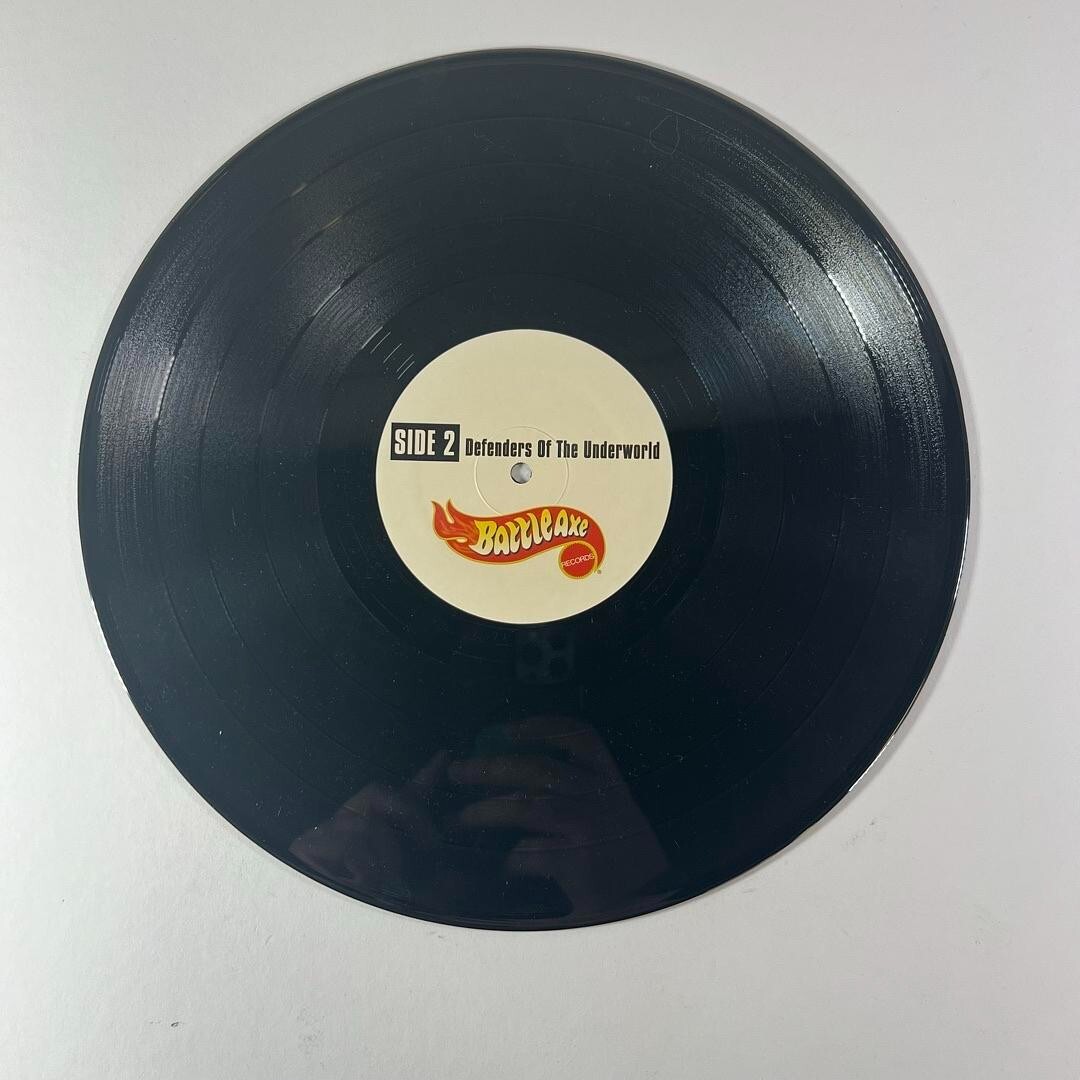 SIDE 2 Defenders Of The Underworld
BattleAxe
RECORDS
®